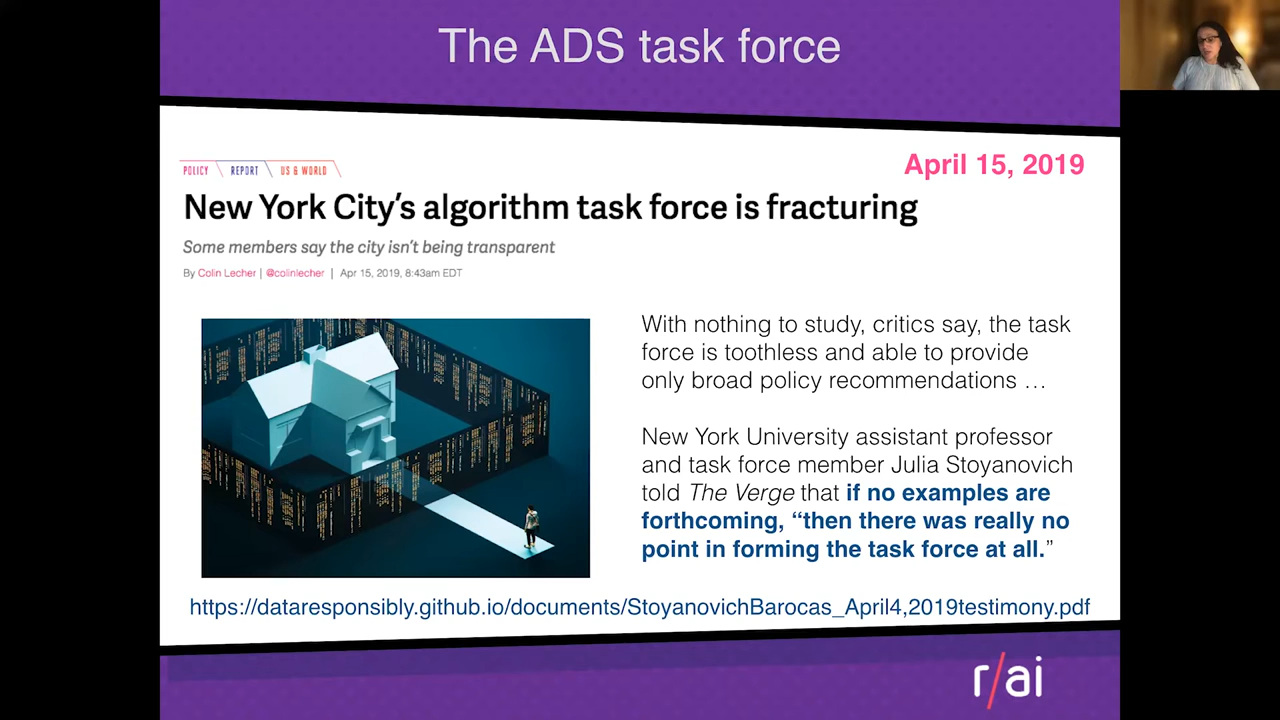 The ADS task force
April 15, 2019
POLICY REPORT US & WORLD
New York City's algorithm task force is fracturing
Some members say the city isn't being transparent
By Colin Lecher | @colinlecher | Apr 15, 2019, 8:43am EDT
With nothing to study, critics say, the task
force is toothless and able to provide
only broad policy recommendations …
New York University assistant professor
and task force member Julia Stoyanovich
told The Verge that if no examples are
forthcoming, “then there was really no
point in forming the task force at all.”
https://dataresponsibly.github.io/documents/StoyanovichBarocas_April4,2019testimony.pdf
r/ai